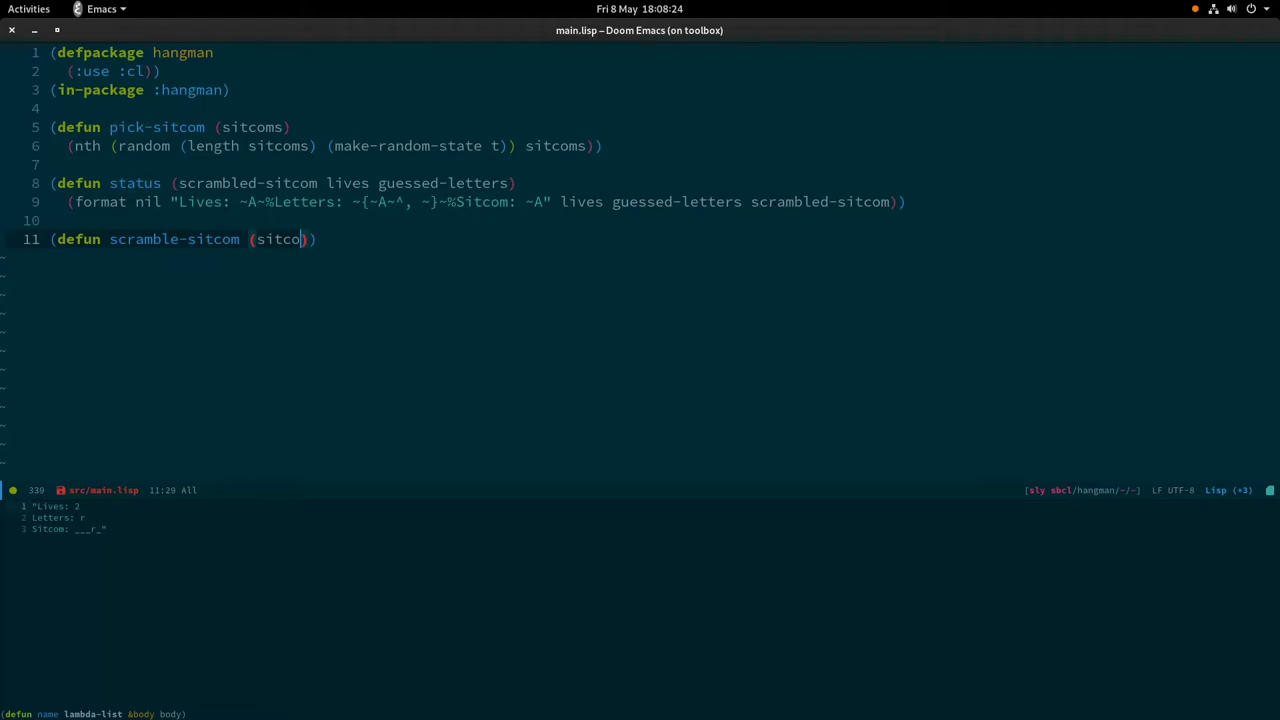 Activities Emacs Fri 8 May 18:08:24
main.lisp – Doom Emacs (on toolbox)
1 (defpackage hangman
2 (:use :cl))
3 (in-package :hangman)
4
5 (defun pick-sitcom (sitcoms)
6 (nth (random (length sitcoms) (make-random-state t)) sitcoms))
7
8 (defun status (scrambled-sitcom lives guessed-letters)
9 (format nil "Lives: ~A~%Letters: ~{~A~^, ~}~%Sitcom: ~A" lives guessed-letters scrambled-sitcom))
10
11 (defun scramble-sitcom (sitco))
~
~
~
~
~
~
~
~
~
~
~
~
339 src/main.lisp 11:29 All [sly sbcl/hangman/-/-] LF UTF-8 Lisp (+3)
1 "Lives: 2
2 Letters: r
3 Sitcom: ___r_"
(defun name lambda-list &body body)